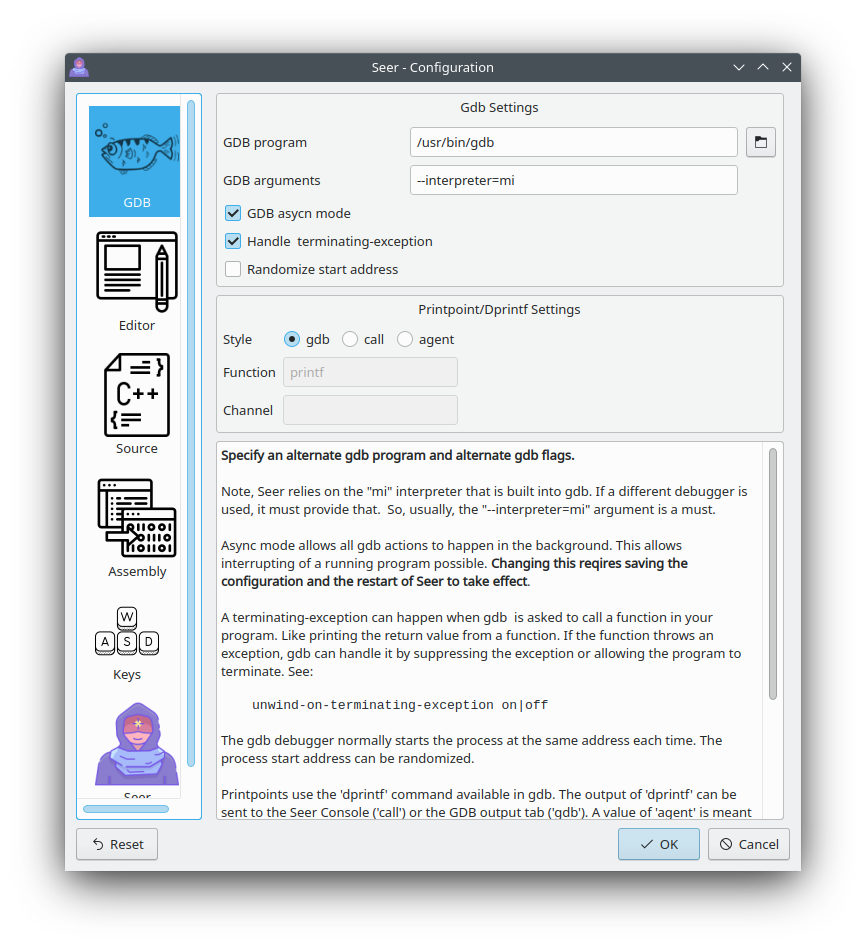 Seer - Configuration
GDB
Editor
C++
Source
Assembly
W
A S D
Keys
Seer
Gdb Settings
GDB program /usr/bin/gdb
GDB arguments --interpreter=mi
GDB asycn mode
Handle  terminating-exception
Randomize start address
Printpoint/Dprintf Settings
Style gdb call agent
Function printf
Channel
Specify an alternate gdb program and alternate gdb flags.
Note, Seer relies on the "mi" interpreter that is built into gdb. If a different debugger is
used, it must provide that.  So, usually, the "--interpreter=mi" argument is a must.
Async mode allows all gdb actions to happen in the background. This allows
interrupting of a running program possible. Changing this reqires saving the
configuration and the restart of Seer to take effect.
A terminating-exception can happen when gdb  is asked to call a function in your
program. Like printing the return value from a function. If the function throws an
exception, gdb can handle it by suppressing the exception or allowing the program to
terminate. See:
unwind-on-terminating-exception on|off
The gdb debugger normally starts the process at the same address each time. The
process start address can be randomized.
Printpoints use the 'dprintf' command available in gdb. The output of 'dprintf' can be
sent to the Seer Console ('call') or the GDB output tab ('gdb'). A value of 'agent' is meant
Reset
OK
Cancel